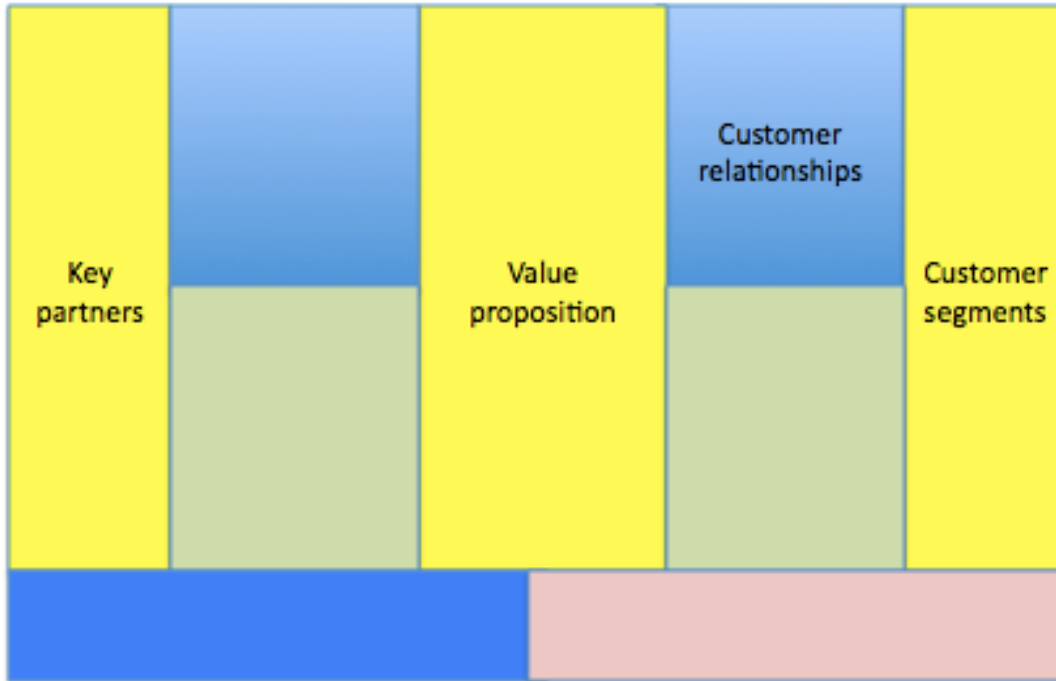 Key
partners
Value
proposition
Customer
relationships
Customer
segments